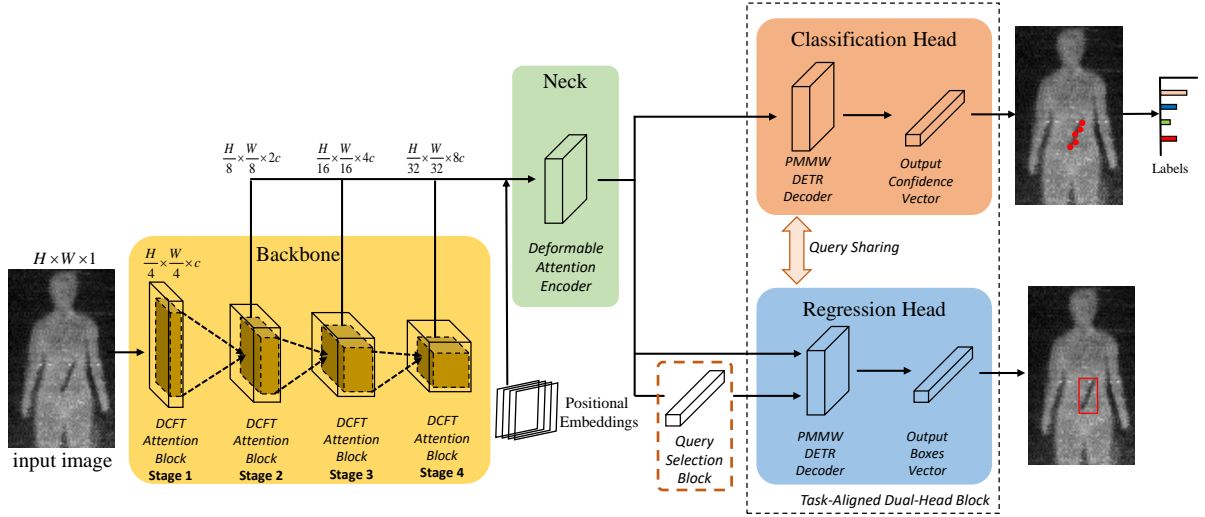 H×W×1
input image
Backbone
H/4 × W/4 × c
H/8 × W/8 × 2c
H/16 × W/16 × 4c
H/32 × W/32 × 8c
DCFT
Attention
Block
Stage 1
DCFT
Attention
Block
Stage 2
DCFT
Attention
Block
Stage 3
DCFT
Attention
Block
Stage 4
Neck
Deformable
Attention
Encoder
Positional
Embeddings
Query
Selection
Block
Classification Head
PMMW
DETR
Decoder
Output
Confidence
Vector
Query Sharing
Regression Head
PMMW
DETR
Decoder
Output
Boxes
Vector
Task-Aligned Dual-Head Block
Labels